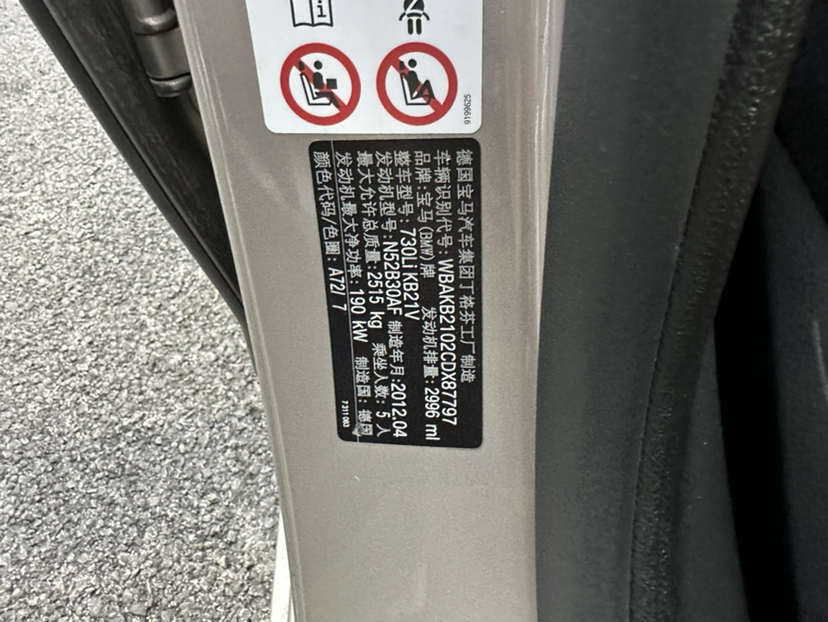 5299916
德国宝马汽车集团丁格芬工厂 制造
车辆识别代号: WBAKB2102CDX87797
品牌: 宝马(BMW)牌 发动机排量: 2996 ml
整车型号: 730Li KB21V
发动机型号: N52B30AF 制造年月: 2012.04
最大允许总质量: 2515 kg 乘坐人数: 5 人
发动机最大净功率: 190 kW 制造国: 德国
颜色代码/色圈: A72/ 7
7 311 083